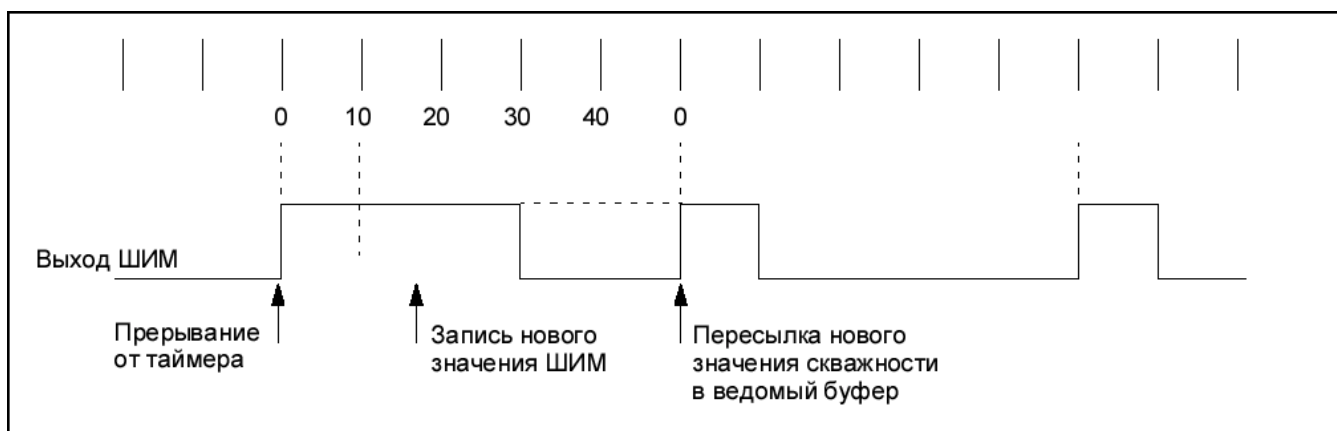 0 10 20 30 40 0
Выход ШИМ
Прерывание
от таймера
Запись нового
значения ШИМ
Пересылка нового
значения скважности
в ведомый буфер